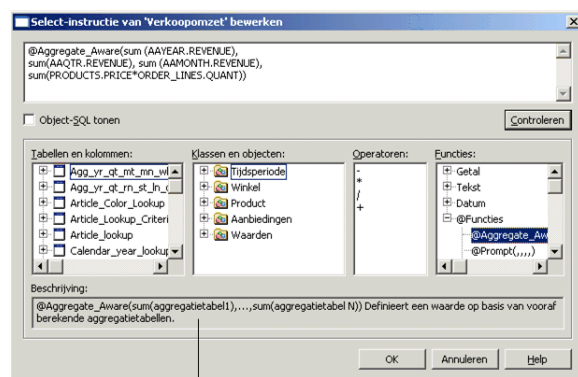 Select-instructie van 'Verkoopomzet' bewerken
@Aggregate_Aware(sum (AAYEAR.REVENUE),
sum(AAQTR.REVENUE), sum (AAMONTH.REVENUE),
sum(PRODUCTS.PRICE*ORDER_LINES.QUANT))
Object-SQL tonen
Controleren
Tabellen en kolommen:
Agg_yr_qt_mt_mn_wl
Agg_yr_qt_rn_st_ln_c
Article_Color_Lookup
Article_Lookup_Criteri
Article_lookup
Calendar_year_lookup
Klassen en objecten:
Tijdsperiode
Winkel
Product
Aanbiedingen
Waarden
Operatoren:
-
*
/
+
Functies:
Getal
Tekst
Datum
@Functies
@Aggregate_Aw
@Prompt(,,,,)
Beschrijving:
@Aggregate_Aware(sum(aggregatietabel1),...,sum(aggregatietabel N)) Definieert een waarde op basis van vooraf
berekende aggregatietabellen.
OK
Annuleren
Help